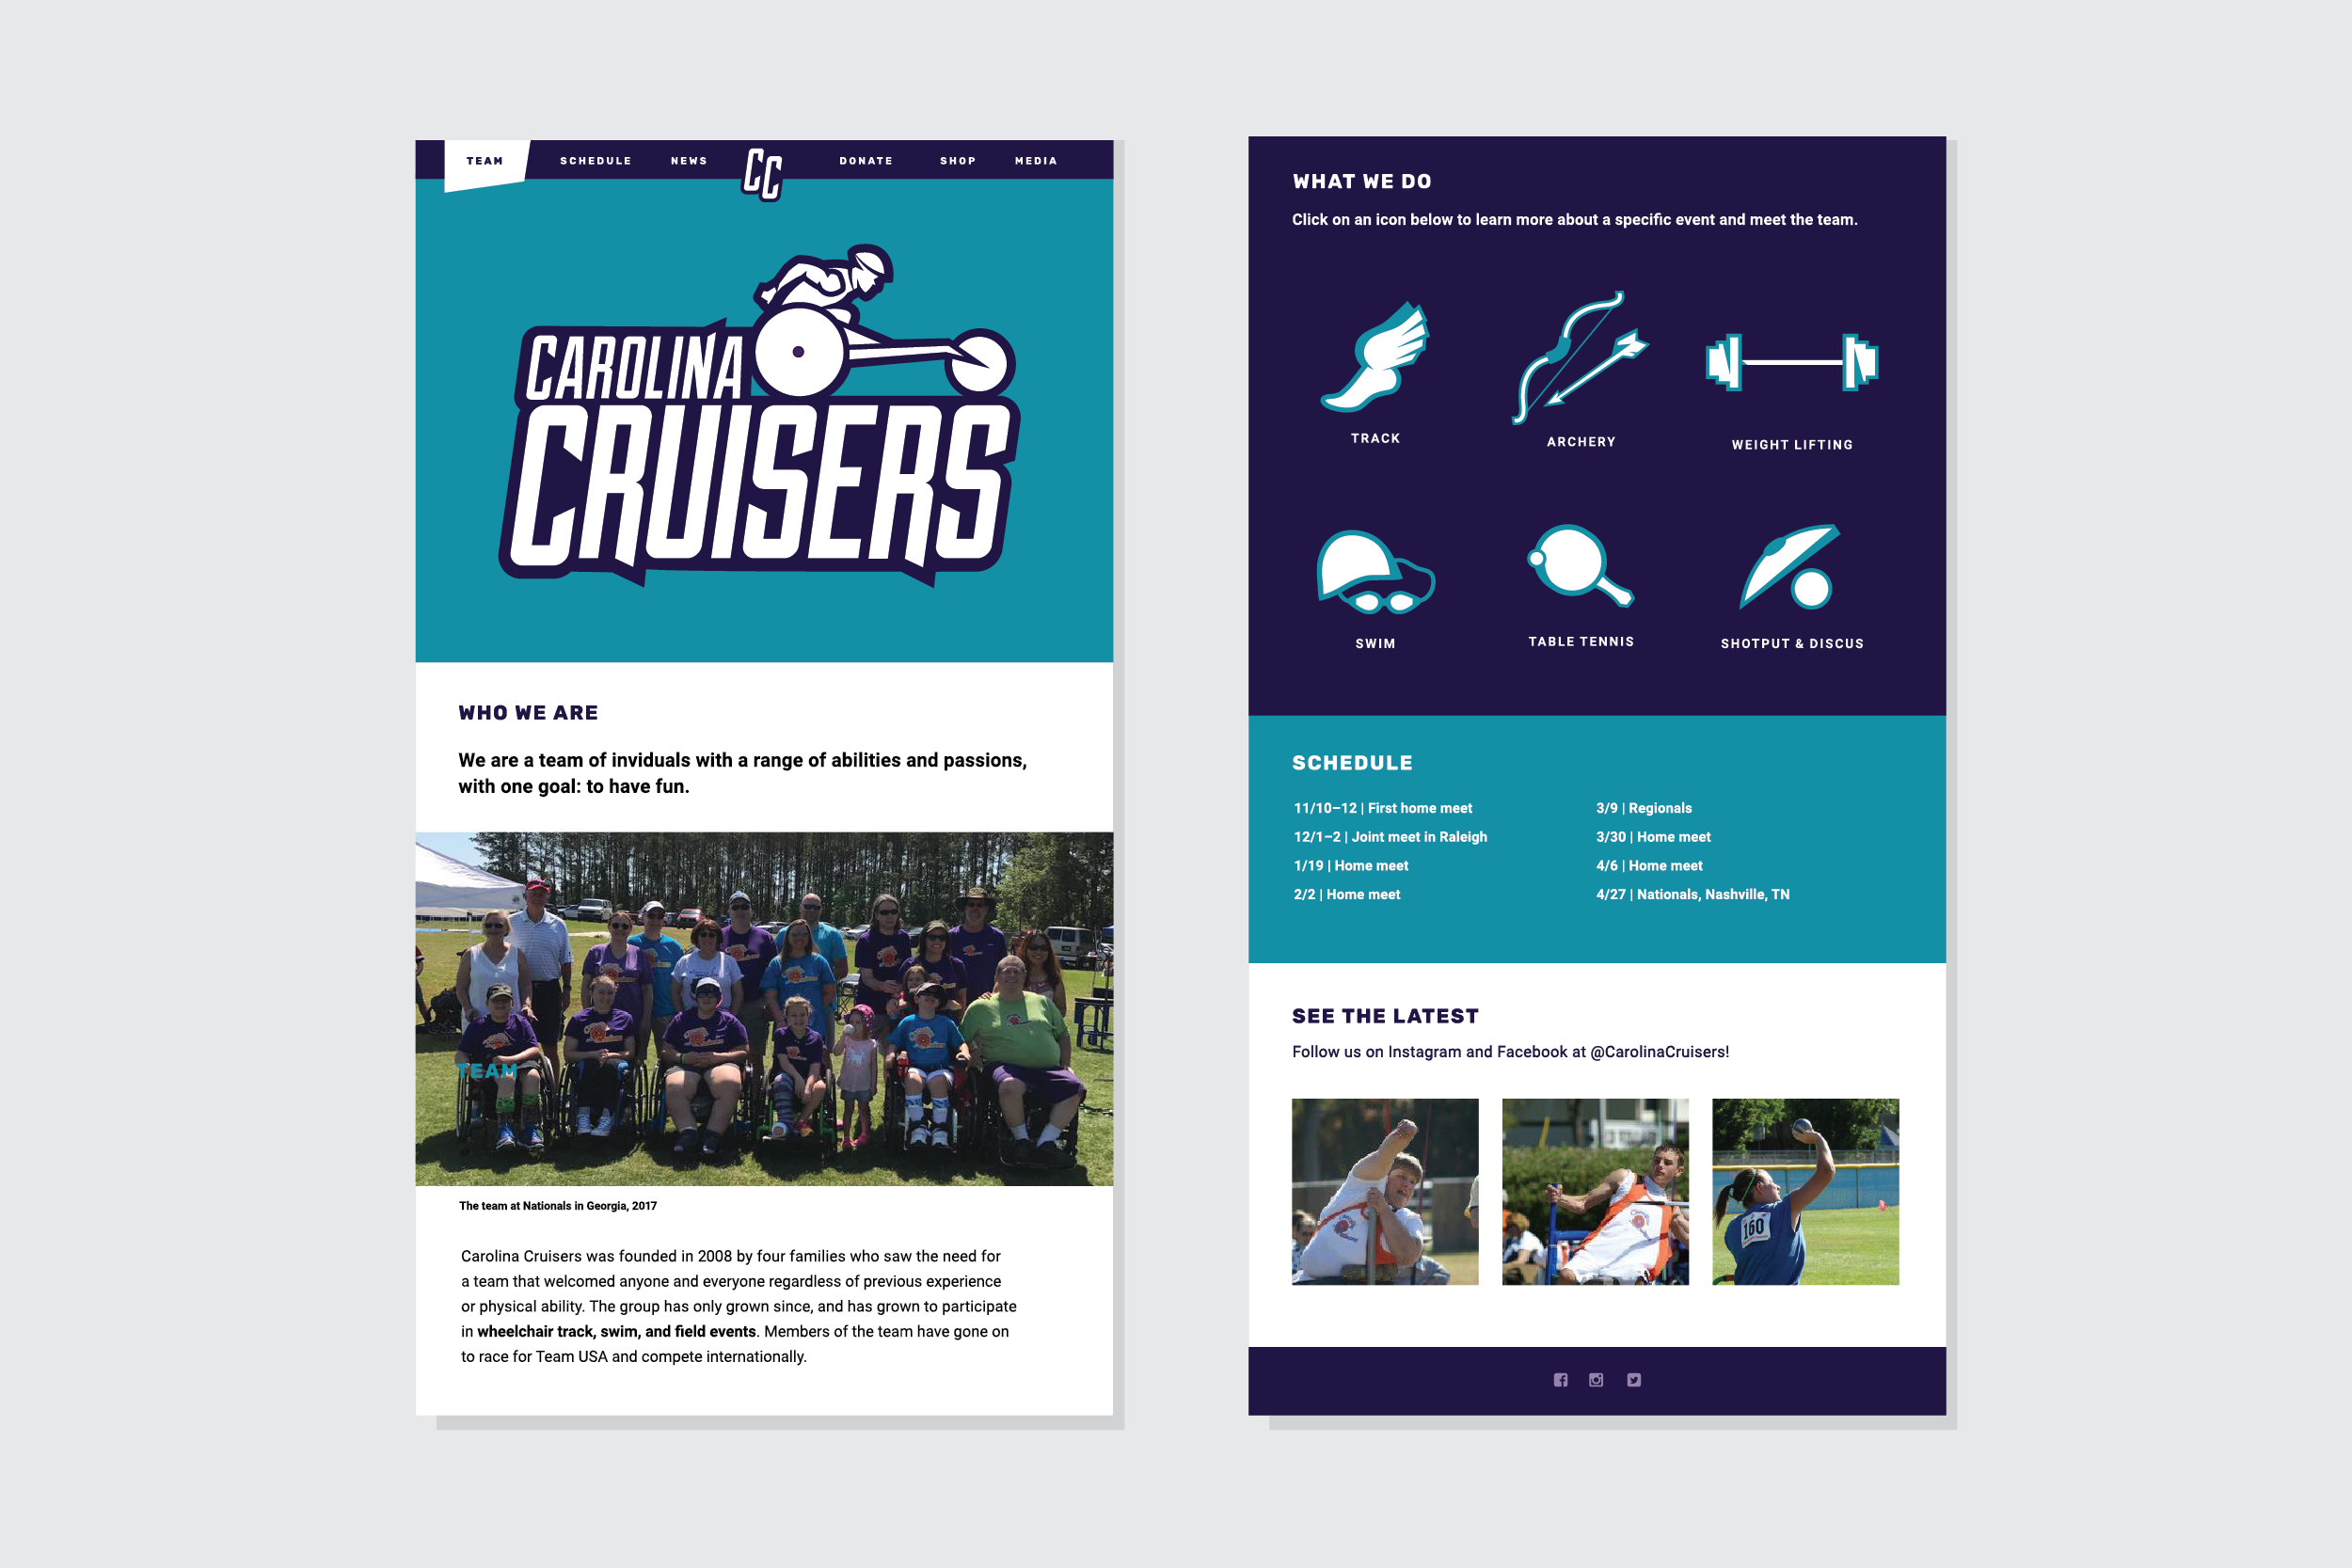 TEAM SCHEDULE NEWS CC DONATE SHOP MEDIA
CAROLINA
CRUISERS
WHO WE ARE
We are a team of inviduals with a range of abilities and passions,
with one goal: to have fun.
TEAM
The team at Nationals in Georgia, 2017
Carolina Cruisers was founded in 2008 by four families who saw the need for
a team that welcomed anyone and everyone regardless of previous experience
or physical ability. The group has only grown since, and has grown to participate
in wheelchair track, swim, and field events. Members of the team have gone on
to race for Team USA and compete internationally.
WHAT WE DO
Click on an icon below to learn more about a specific event and meet the team.
TRACK
ARCHERY
WEIGHT LIFTING
SWIM
TABLE TENNIS
SHOTPUT & DISCUS
SCHEDULE
11/10–12 | First home meet
12/1–2 | Joint meet in Raleigh
1/19 | Home meet
2/2 | Home meet
3/9 | Regionals
3/30 | Home meet
4/6 | Home meet
4/27 | Nationals, Nashville, TN
SEE THE LATEST
Follow us on Instagram and Facebook at @CarolinaCruisers!
160